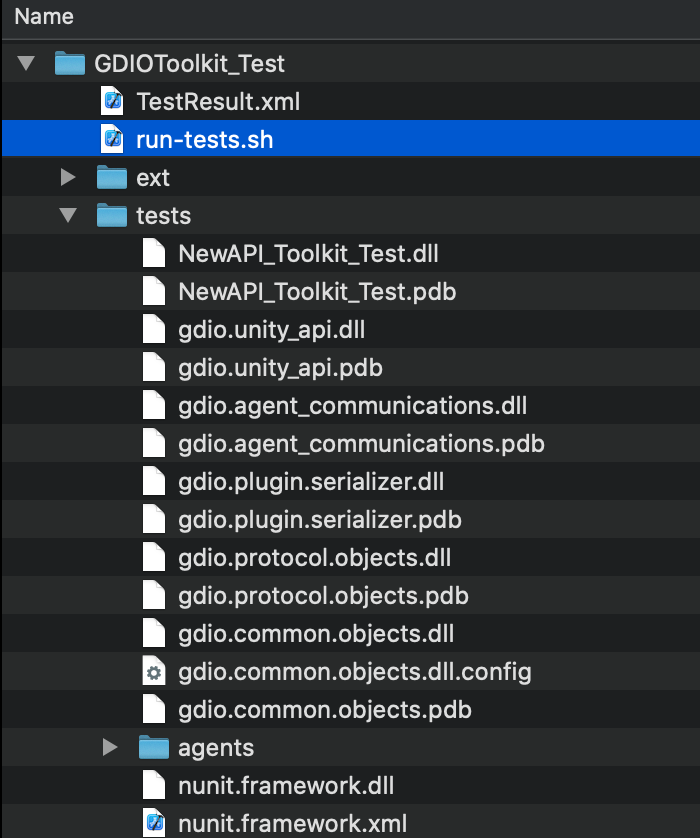 Name
GDIOToolkit_Test
TestResult.xml
run-tests.sh
ext
tests
NewAPI_Toolkit_Test.dll
NewAPI_Toolkit_Test.pdb
gdio.unity_api.dll
gdio.unity_api.pdb
gdio.agent_communications.dll
gdio.agent_communications.pdb
gdio.plugin.serializer.dll
gdio.plugin.serializer.pdb
gdio.protocol.objects.dll
gdio.protocol.objects.pdb
gdio.common.objects.dll
gdio.common.objects.dll.config
gdio.common.objects.pdb
agents
nunit.framework.dll
nunit.framework.xml